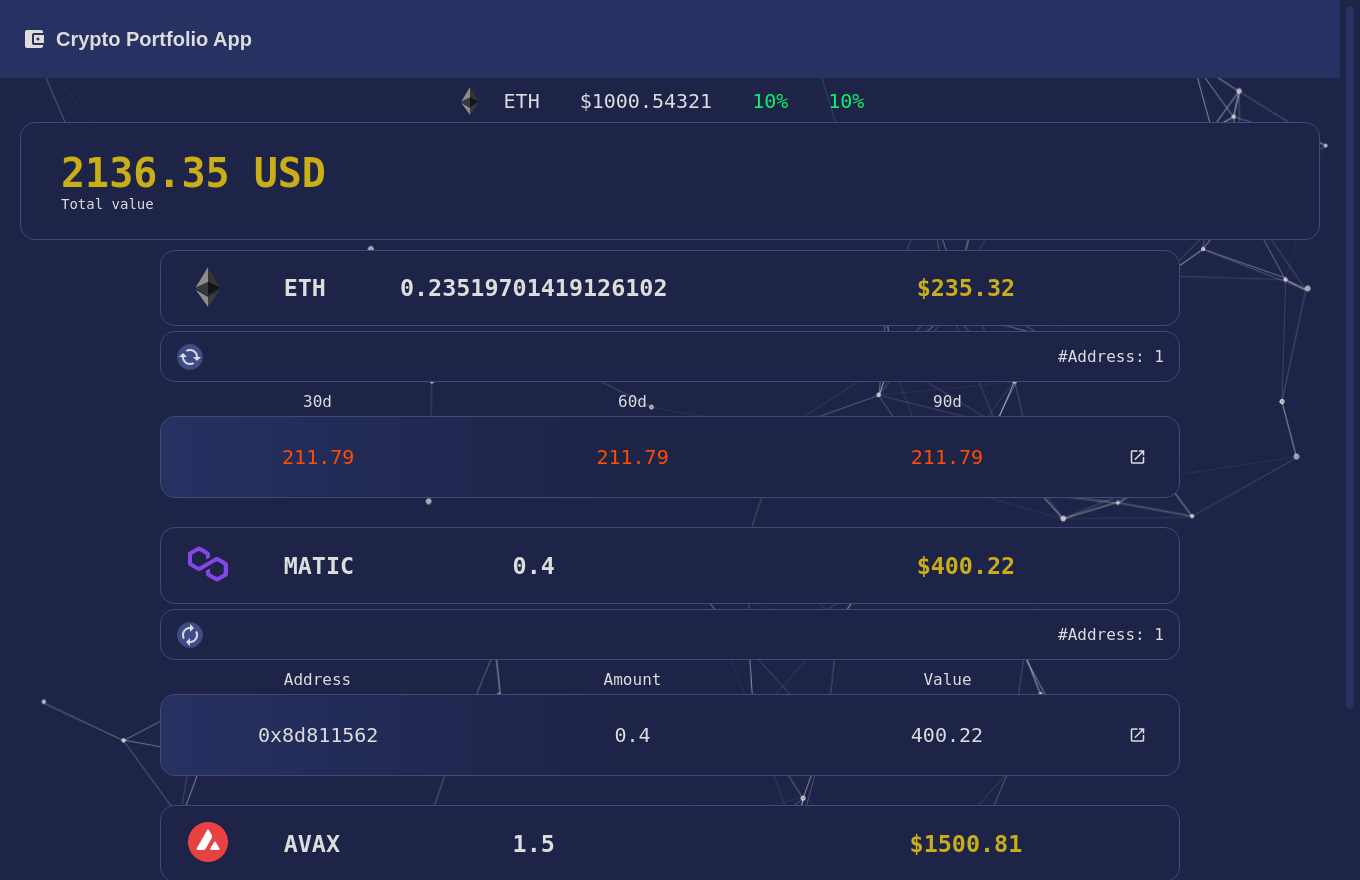 Crypto Portfolio App
ETH $1000.54321 10% 10%
2136.35 USD
Total value
ETH 0.23519701419126102 $235.32
#Address: 1
30d 60d 90d
211.79 211.79 211.79
MATIC 0.4 $400.22
#Address: 1
Address Amount Value
0x8d811562 0.4 400.22
AVAX 1.5 $1500.81